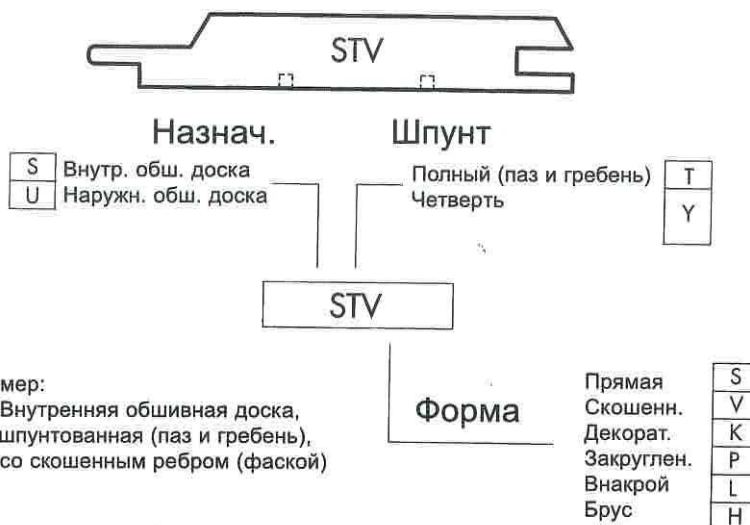 STV
Назнач.
Шпунт
S Внутр. обш. доска
U Наружн. обш. доска
Полный (паз и гребень) T
Четверть Y
STV
мер:
Внутренняя обшивная доска,
шпунтованная (паз и гребень),
со скошенным ребром (фаской)
Форма
Прямая S
Скошенн. V
Декорат. K
Закруглен. P
Внакрой L
Брус H